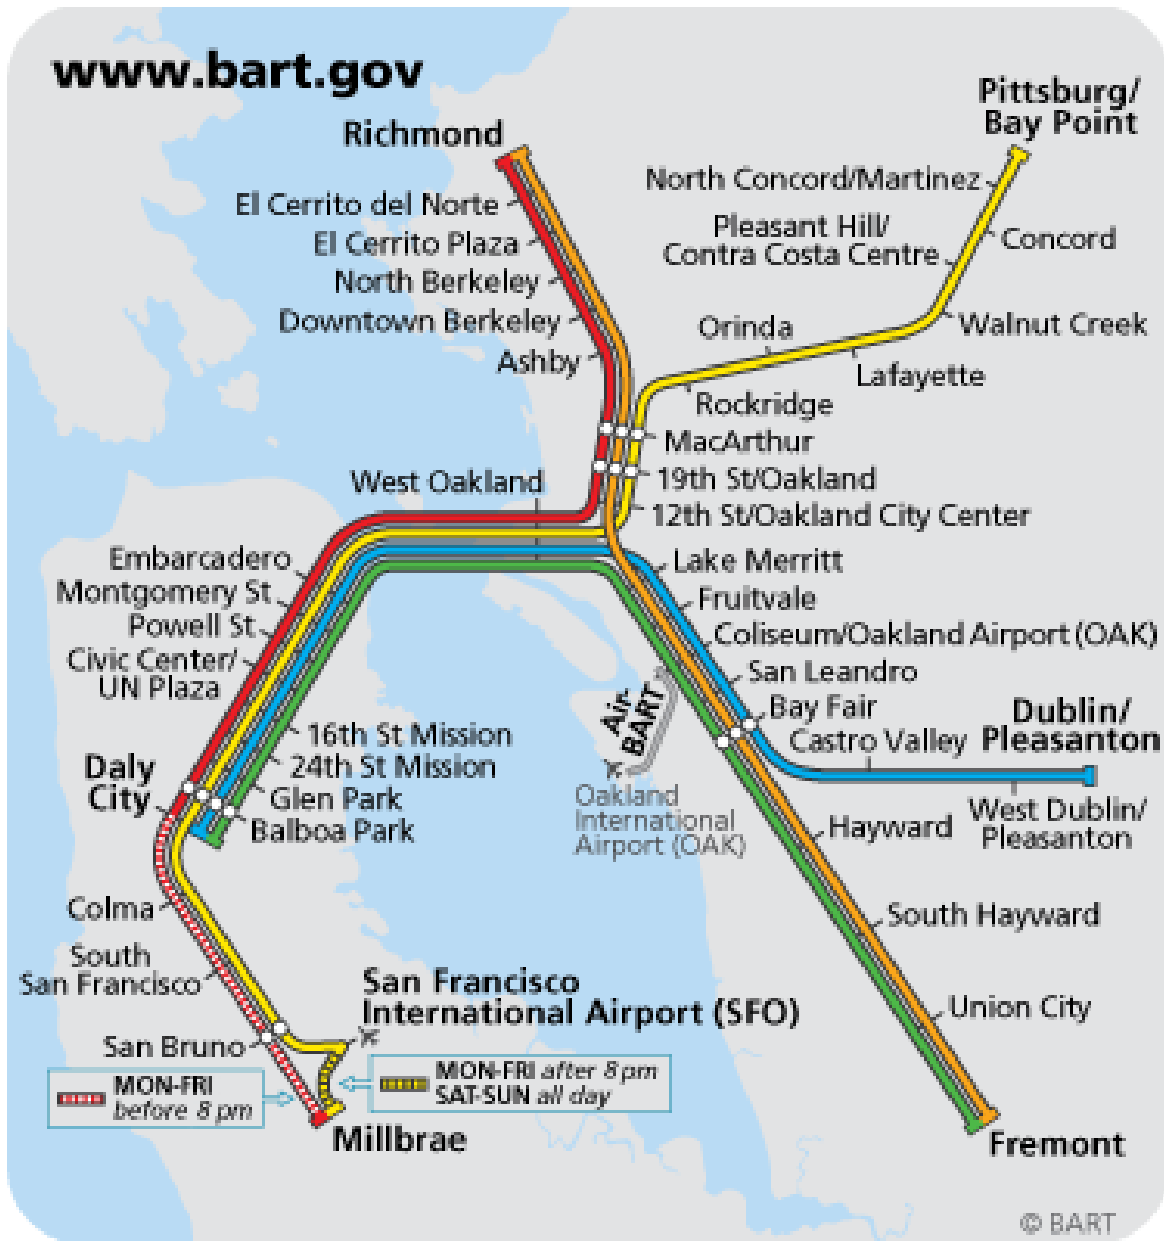 www.bart.gov
Pittsburg/
Bay Point
Richmond
North Concord/Martinez
El Cerrito del Norte
Pleasant Hill/
Contra Costa Centre
El Cerrito Plaza
Concord
North Berkeley
Downtown Berkeley
Orinda
Walnut Creek
Ashby
Lafayette
Rockridge
MacArthur
West Oakland
19th St/Oakland
12th St/Oakland City Center
Embarcadero
Lake Merritt
Montgomery St
Fruitvale
Powell St
Coliseum/Oakland Airport (OAK)
Civic Center/
UN Plaza
San Leandro
Air-
BART
Bay Fair
Dublin/
Pleasanton
16th St Mission
Castro Valley
24th St Mission
Daly
City
Glen Park
Oakland
International
Airport (OAK)
West Dublin/
Pleasanton
Balboa Park
Hayward
Colma
South Hayward
South
San Francisco
San Francisco
International Airport (SFO)
Union City
San Bruno
MON-FRI
before 8 pm
MON-FRI after 8 pm
SAT-SUN all day
Millbrae
Fremont
© BART